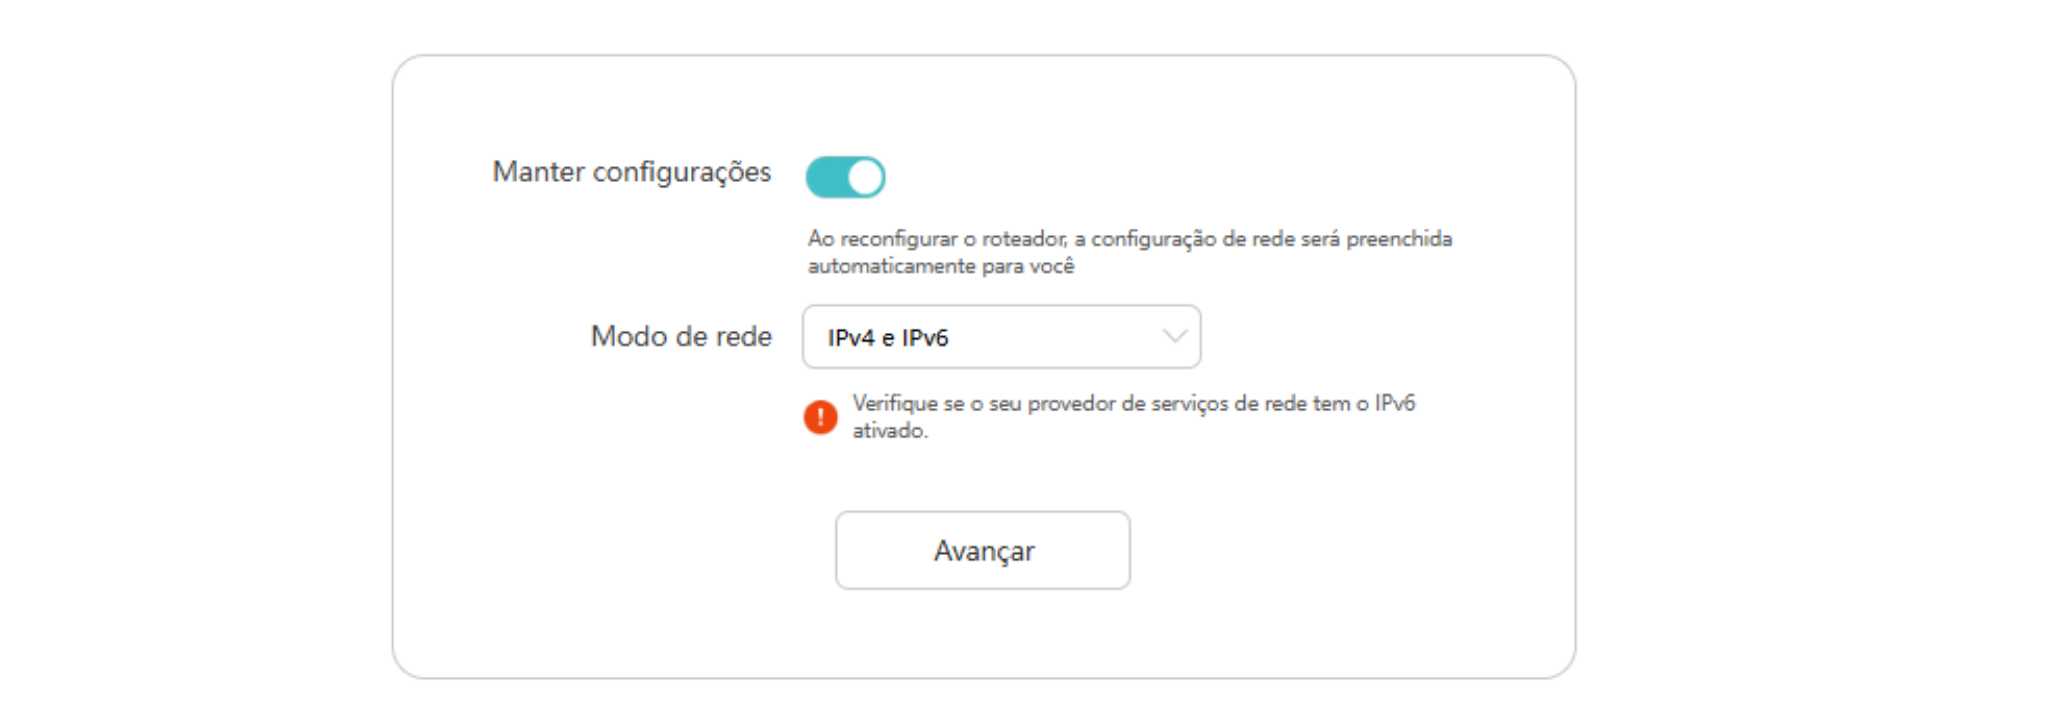 Manter configurações
Ao reconfigurar o roteador, a configuração de rede será preenchida
automaticamente para você
Modo de rede
IPv4 e IPv6
Verifique se o seu provedor de serviços de rede tem o IPv6
ativado.
Avançar